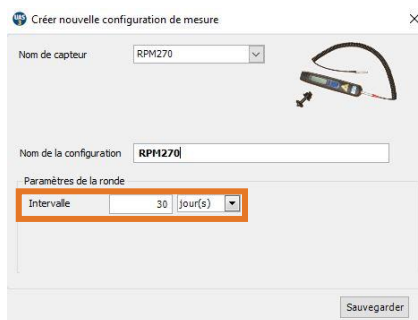 UAS
Créer nouvelle configuration de mesure
Nom de capteur RPM270
Nom de la configuration RPM270
Paramètres de la ronde
Intervalle 30 jour(s)
Sauvegarder